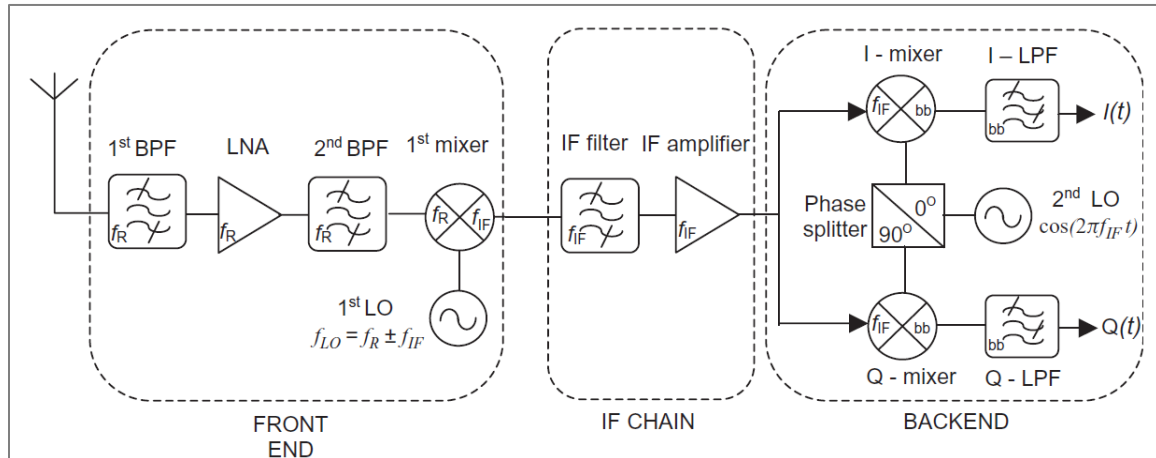 I - mixer
I – LPF
f_IF
bb
bb
I(t)
1st BPF
LNA
2nd BPF
1st mixer
IF filter
IF amplifier
f_R
f_R
f_R
f_R
f_IF
f_IF
f_IF
Phase
splitter
0°
90°
2nd LO
cos(2πf_IF t)
1st LO
f_LO = f_R ± f_IF
f_IF
bb
bb
Q(t)
Q - mixer
Q - LPF
FRONT
END
IF CHAIN
BACKEND